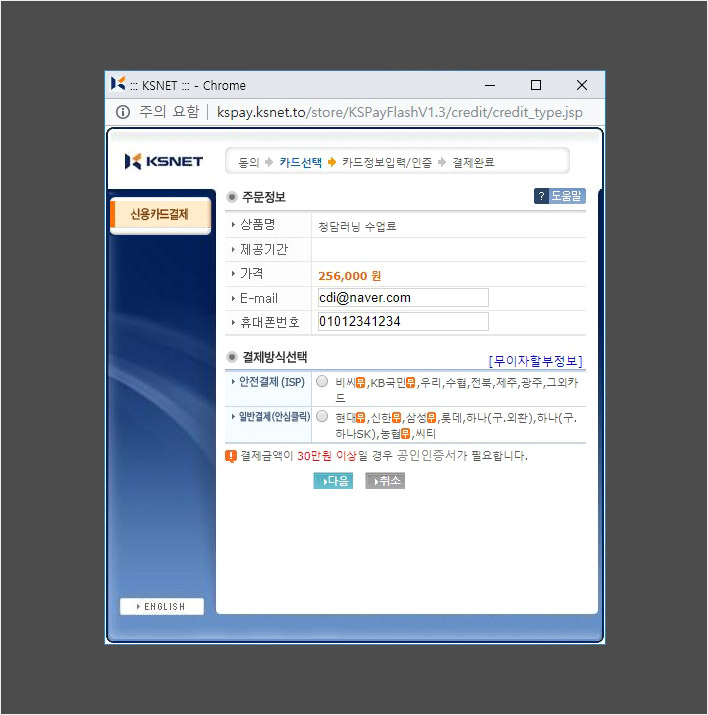 ::: KSNET ::: - Chrome
주의 요함 | kspay.ksnet.to/store/KSPayFlashV1.3/credit/credit_type.jsp
KSNET
동의 카드선택 카드정보입력/인증 결제완료
신용카드결제
주문정보
? 도움말
상품명 청담러닝 수업료
제공기간
가격 256,000 원
E-mail cdi@naver.com
휴대폰번호 01012341234
결제방식선택
[무이자할부정보]
안전결제 (ISP) 비씨무,KB국민무,우리,수협,전북,제주,광주,그외카
드
일반결제(안심클릭) 현대무,신한무,삼성무,롯데,하나(구.외환),하나(구.
하나SK),농협무,씨티
! 결제금액이 30만원 이상일 경우 공인인증서가 필요합니다.
다음 취소
ENGLISH